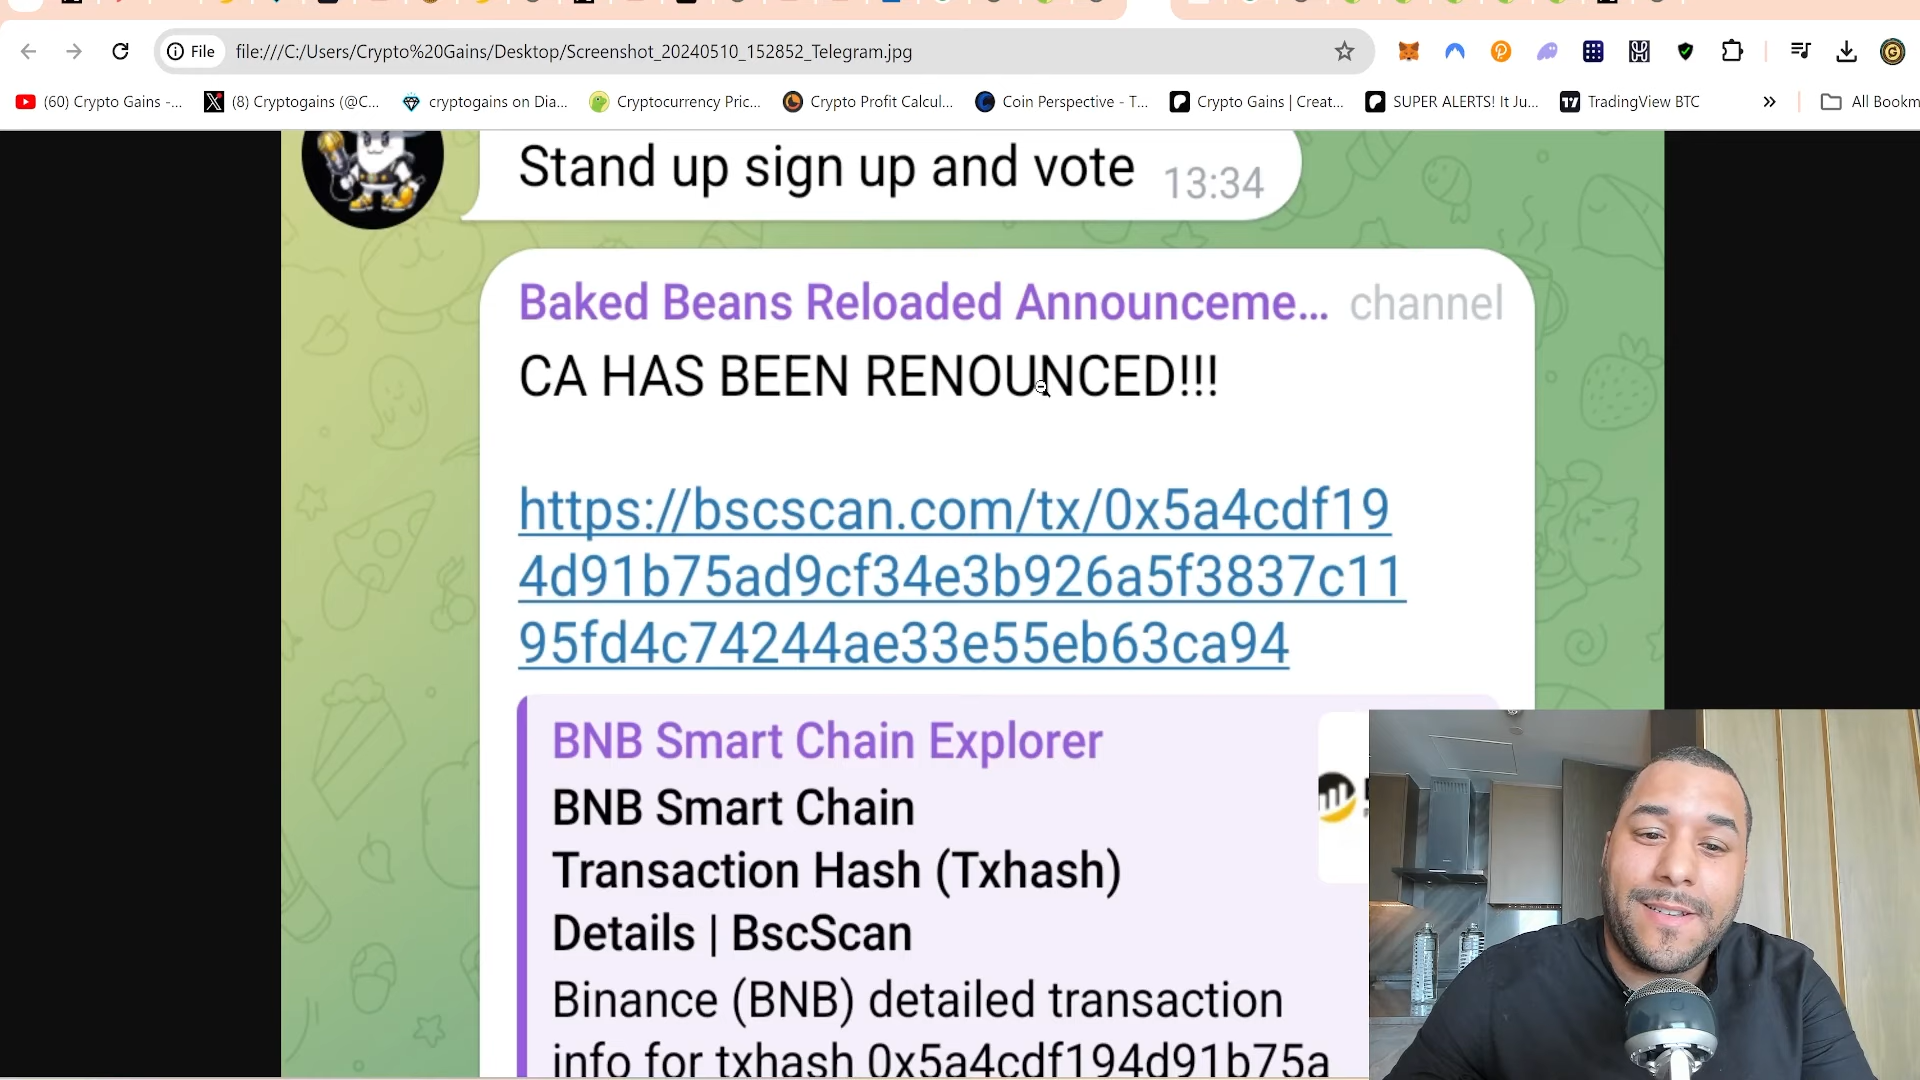 File file:///C:/Users/Crypto%20Gains/Desktop/Screenshot_20240510_152852_Telegram.jpg
(60) Crypto Gains -... (8) Cryptogains (@C... cryptogains on Dia... Cryptocurrency Pric... Crypto Profit Calcul... Coin Perspective - T... Crypto Gains | Creat... SUPER ALERTS! It Ju... TradingView BTC » All Bookm
Stand up sign up and vote 13:34
Baked Beans Reloaded Announceme... channel
CA HAS BEEN RENOUNCED!!!
https://bscscan.com/tx/0x5a4cdf19
4d91b75ad9cf34e3b926a5f3837c11
95fd4c74244ae33e55eb63ca94
BNB Smart Chain Explorer
BNB Smart Chain
Transaction Hash (Txhash)
Details | BscScan
Binance (BNB) detailed transaction
info for txhash 0x5a4cdf194d91b75a